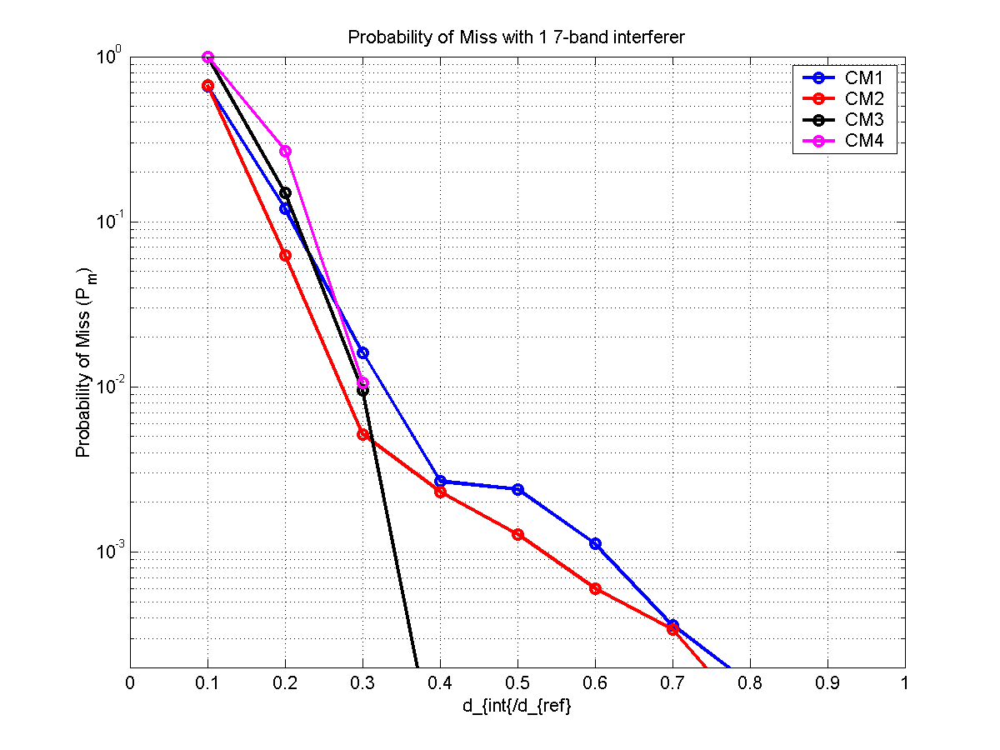 Probability of Miss with 1 7-band interferer
10^0
10^-1
10^-2
10^-3
Probability of Miss (P_m)
CM1
CM2
CM3
CM4
0 0.1 0.2 0.3 0.4 0.5 0.6 0.7 0.8 0.9 1
d_{int{/d_{ref}